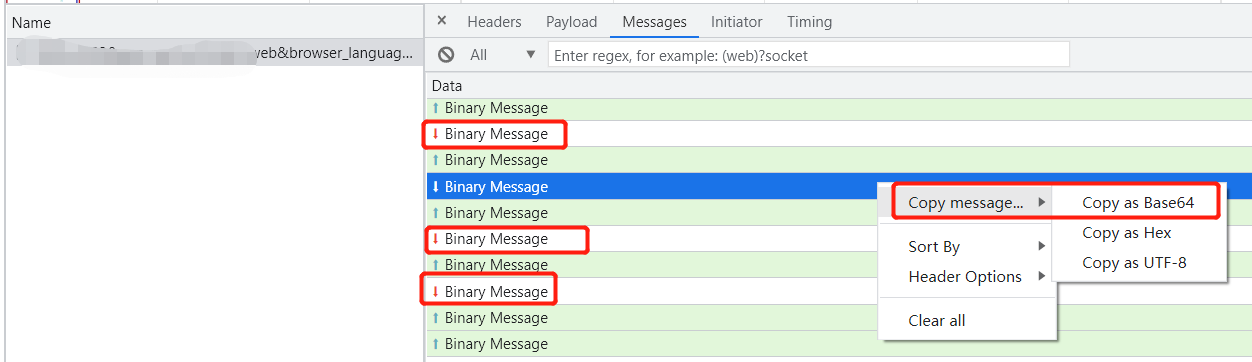 Name
× Headers Payload Messages Initiator Timing
web&browser_languag...
All ▼ Enter regex, for example: (web)?socket
Data
↑ Binary Message
↓ Binary Message
↑ Binary Message
↓ Binary Message
↑ Binary Message
↓ Binary Message
↑ Binary Message
↓ Binary Message
↑ Binary Message
↑ Binary Message
Copy message... ▶
Sort By ▶
Header Options ▶
Clear all
Copy as Base64
Copy as Hex
Copy as UTF-8